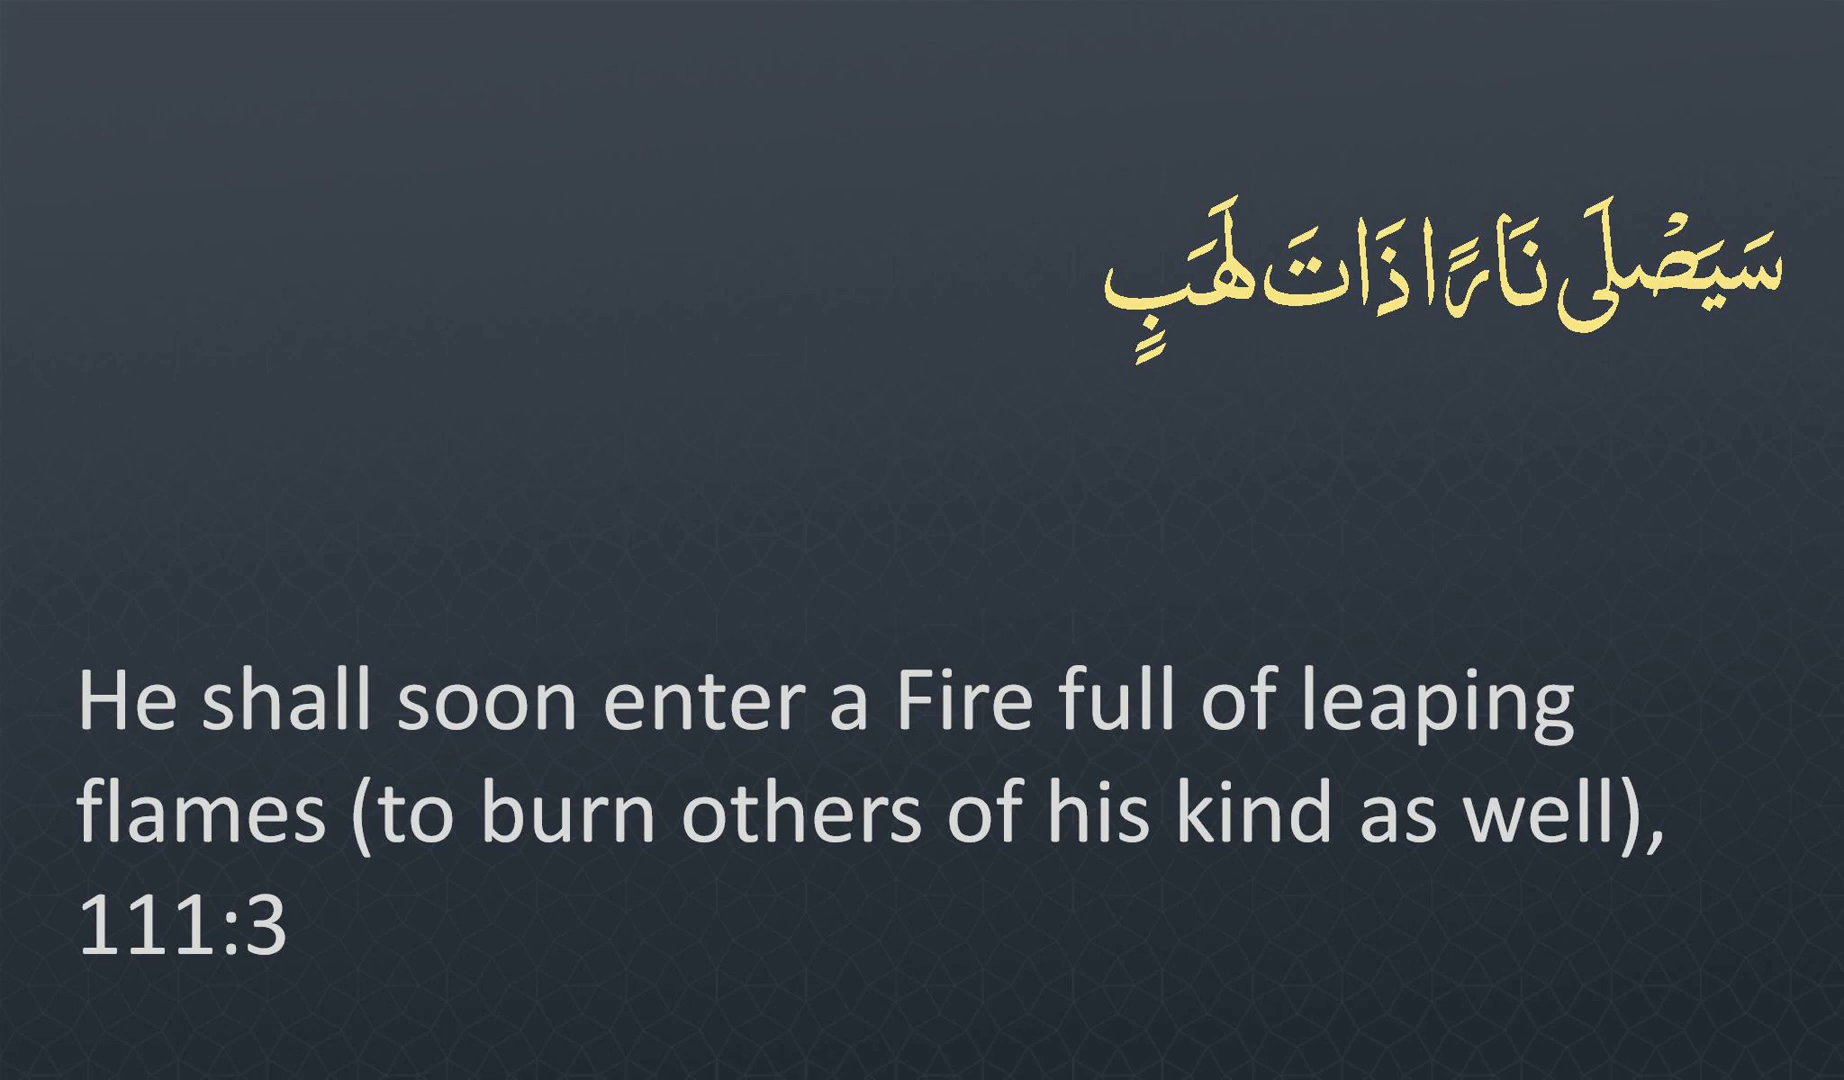 سَيَصْلَى نَارًا ذَاتَ لَهَبٍ
He shall soon enter a Fire full of leaping
flames (to burn others of his kind as well),
111:3